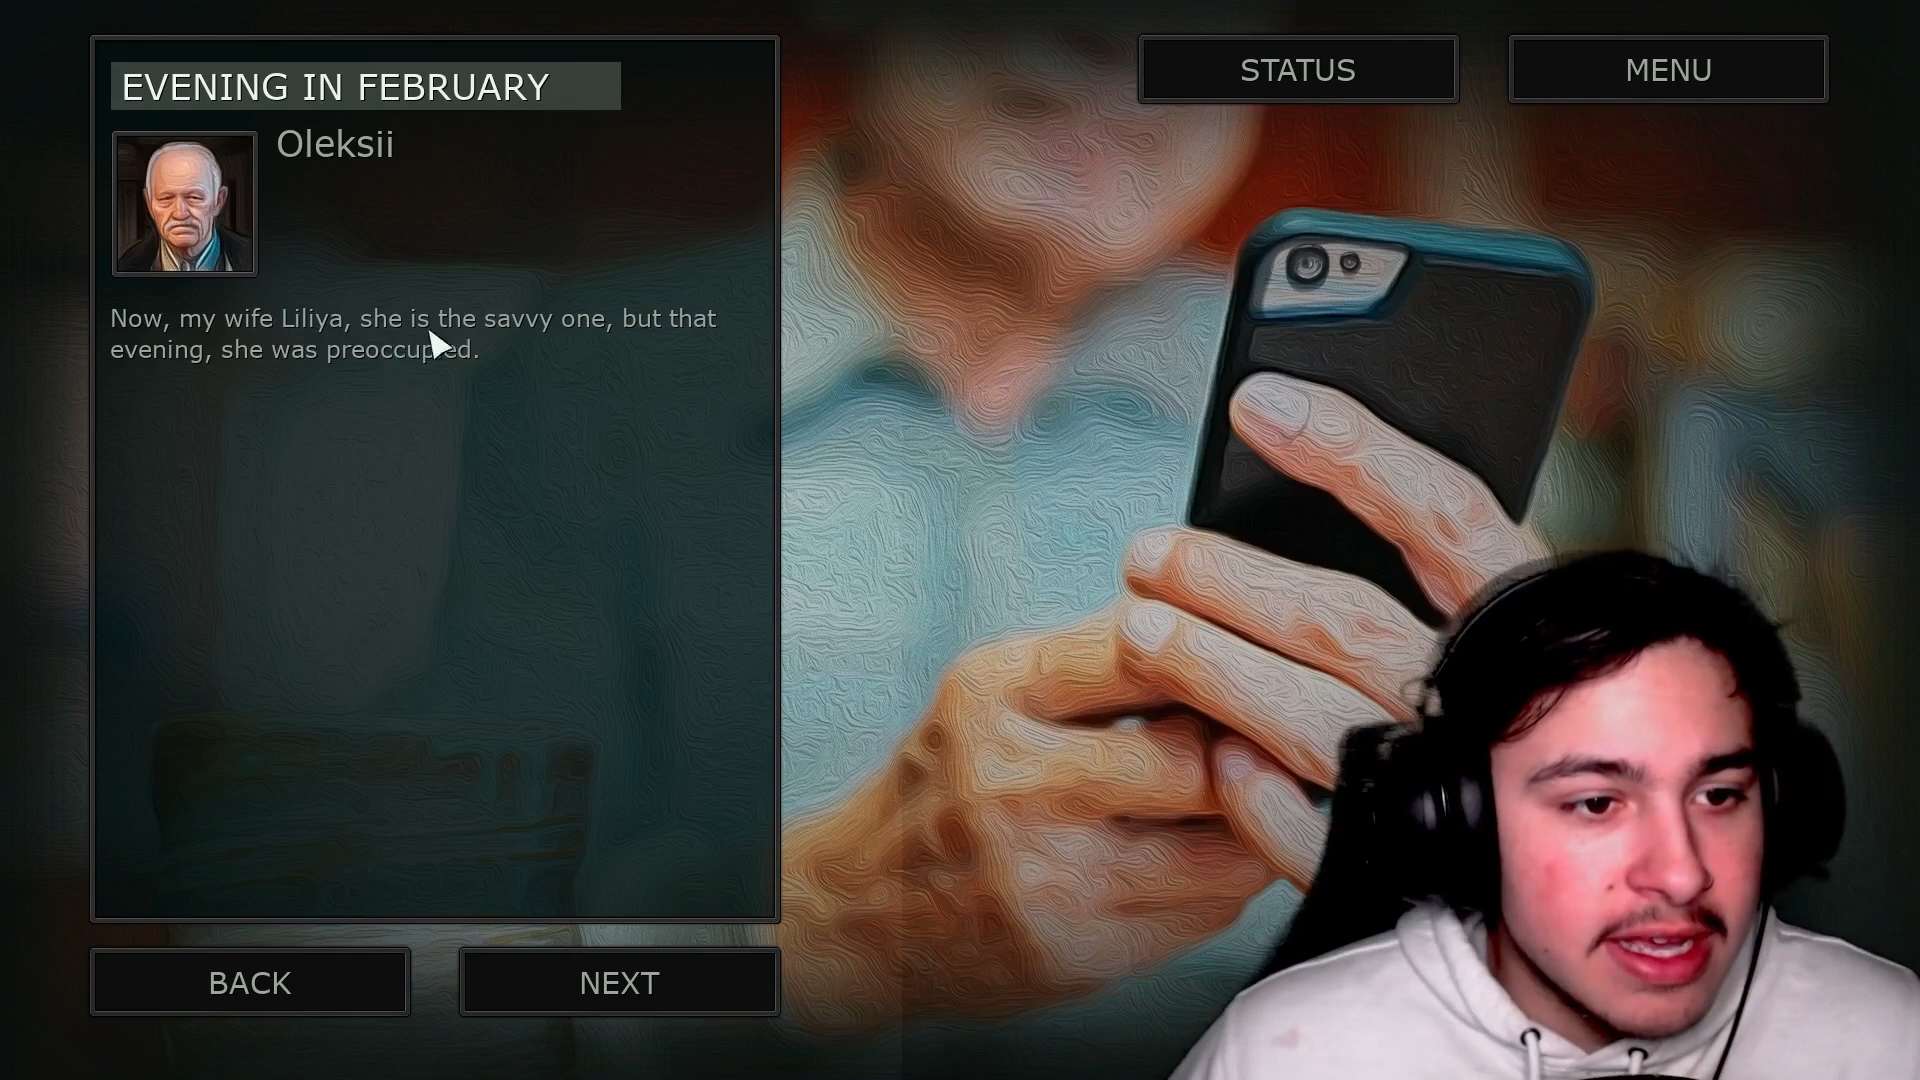 EVENING IN FEBRUARY
Oleksii
Now, my wife Liliya, she is the savvy one, but that
evening, she was preoccupied.
BACK
NEXT
STATUS
MENU